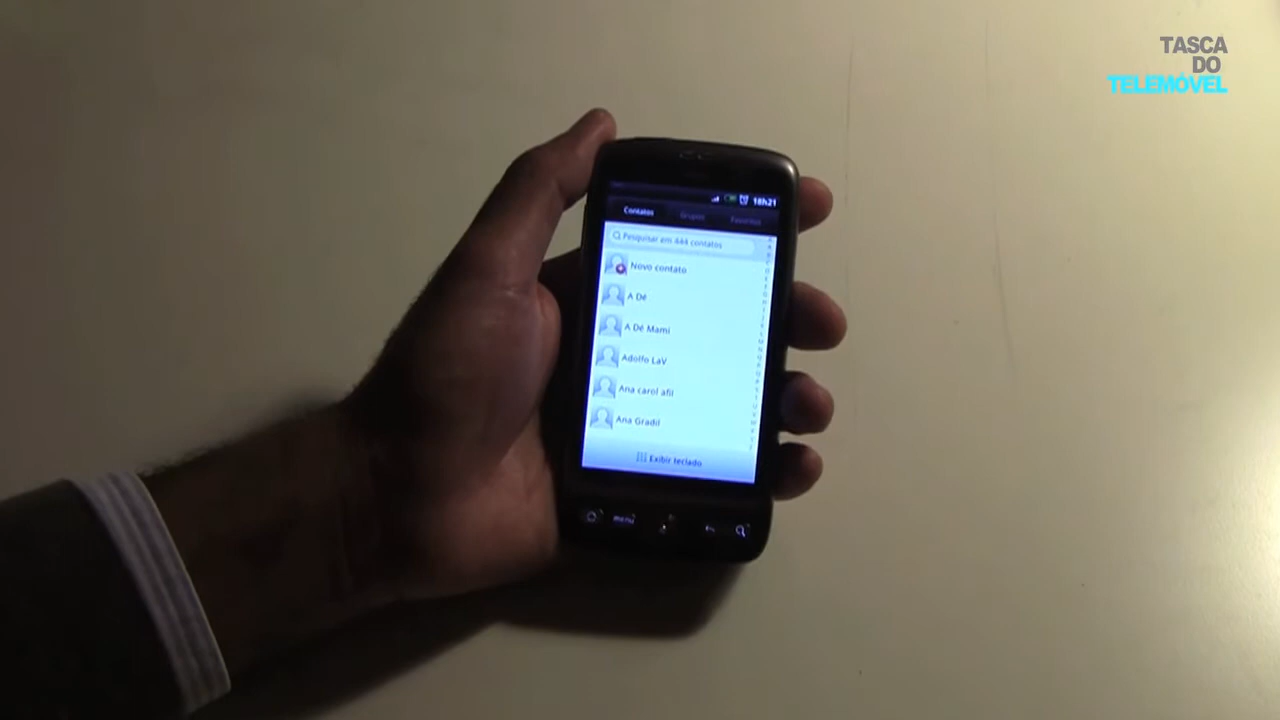 TASCA
DO
TELEMÓVEL
18h21
Contatos Grupos Favoritos
Pesquisar em 444 contatos
Novo contato
A Dé
A Dé Mami
Adolfo LaV
Ana carol afil
Ana Gradil
Exibir teclado
menu